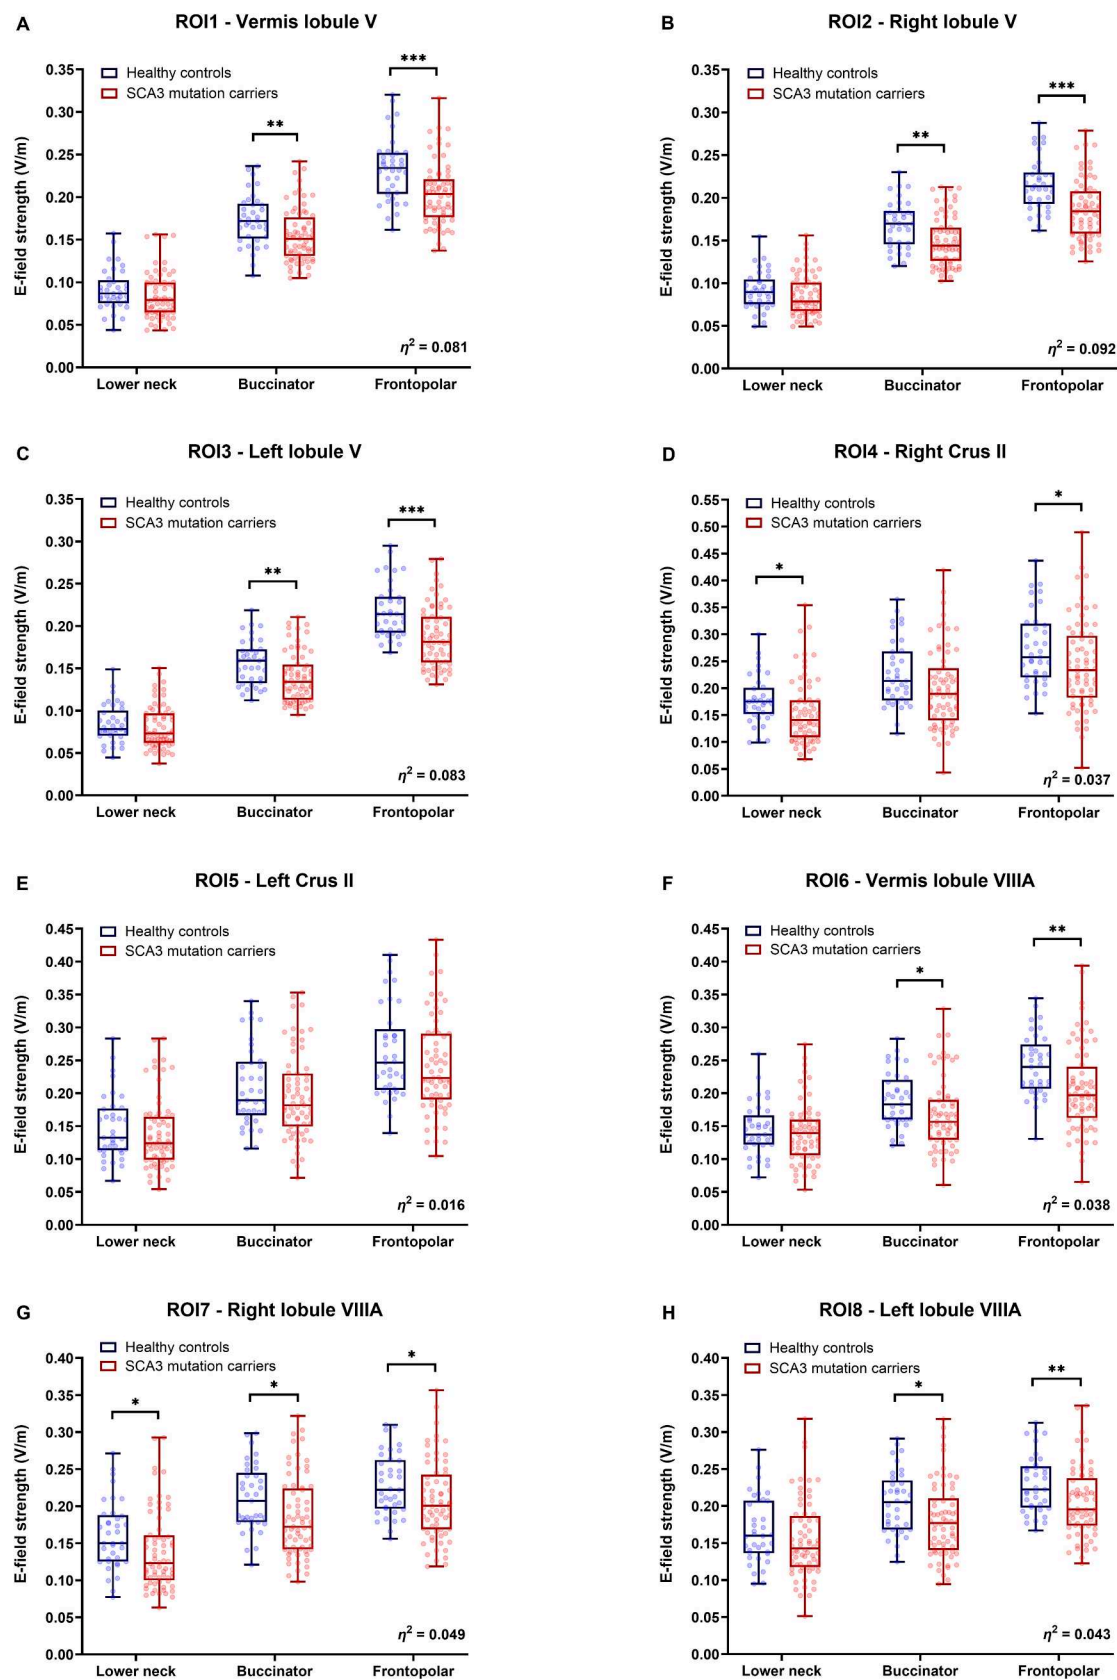 A
ROI1 - Vermis lobule V
Healthy controls
SCA3 mutation carriers
E-field strength (V/m)
0.35
0.30
0.25
0.20
0.15
0.10
0.05
0.00
**
***
η² = 0.081
Lower neck
Buccinator
Frontopolar
B
ROI2 - Right lobule V
Healthy controls
SCA3 mutation carriers
E-field strength (V/m)
0.35
0.30
0.25
0.20
0.15
0.10
0.05
0.00
**
***
η² = 0.092
Lower neck
Buccinator
Frontopolar
C
ROI3 - Left lobule V
Healthy controls
SCA3 mutation carriers
E-field strength (V/m)
0.35
0.30
0.25
0.20
0.15
0.10
0.05
0.00
**
***
η² = 0.083
Lower neck
Buccinator
Frontopolar
D
ROI4 - Right Crus II
Healthy controls
SCA3 mutation carriers
E-field strength (V/m)
0.55
0.50
0.45
0.40
0.35
0.30
0.25
0.20
0.15
0.10
0.05
0.00
*
*
η² = 0.037
Lower neck
Buccinator
Frontopolar
E
ROI5 - Left Crus II
Healthy controls
SCA3 mutation carriers
E-field strength (V/m)
0.45
0.40
0.35
0.30
0.25
0.20
0.15
0.10
0.05
0.00
η² = 0.016
Lower neck
Buccinator
Frontopolar
F
ROI6 - Vermis lobule VIIIA
Healthy controls
SCA3 mutation carriers
E-field strength (V/m)
0.45
0.40
0.35
0.30
0.25
0.20
0.15
0.10
0.05
0.00
*
**
η² = 0.038
Lower neck
Buccinator
Frontopolar
G
ROI7 - Right lobule VIIIA
Healthy controls
SCA3 mutation carriers
E-field strength (V/m)
0.40
0.35
0.30
0.25
0.20
0.15
0.10
0.05
0.00
*
*
*
η² = 0.049
Lower neck
Buccinator
Frontopolar
H
ROI8 - Left lobule VIIIA
Healthy controls
SCA3 mutation carriers
E-field strength (V/m)
0.40
0.35
0.30
0.25
0.20
0.15
0.10
0.05
0.00
*
**
η² = 0.043
Lower neck
Buccinator
Frontopolar